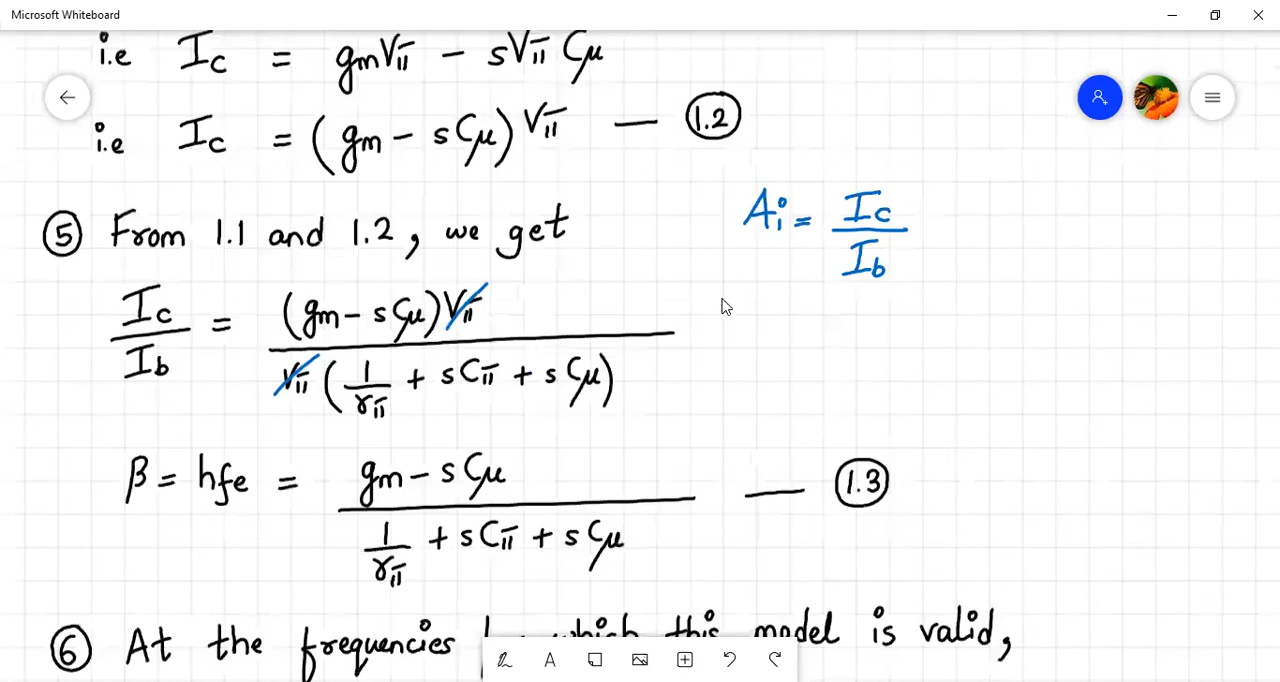 Microsoft Whiteboard
i.e Ic = gmVπ - sVπ Cμ
i.e Ic = (gm - sCμ) Vπ — 1.2
5 From 1.1 and 1.2, we get
Ai = Ic / Ib
Ic / Ib = (gm - sCμ) Vπ / Vπ (1/rπ + sCπ + sCμ)
β = hfe = gm - sCμ / 1/rπ + sCπ + sCμ — 1.3
6 At the frequencies which this model is valid,